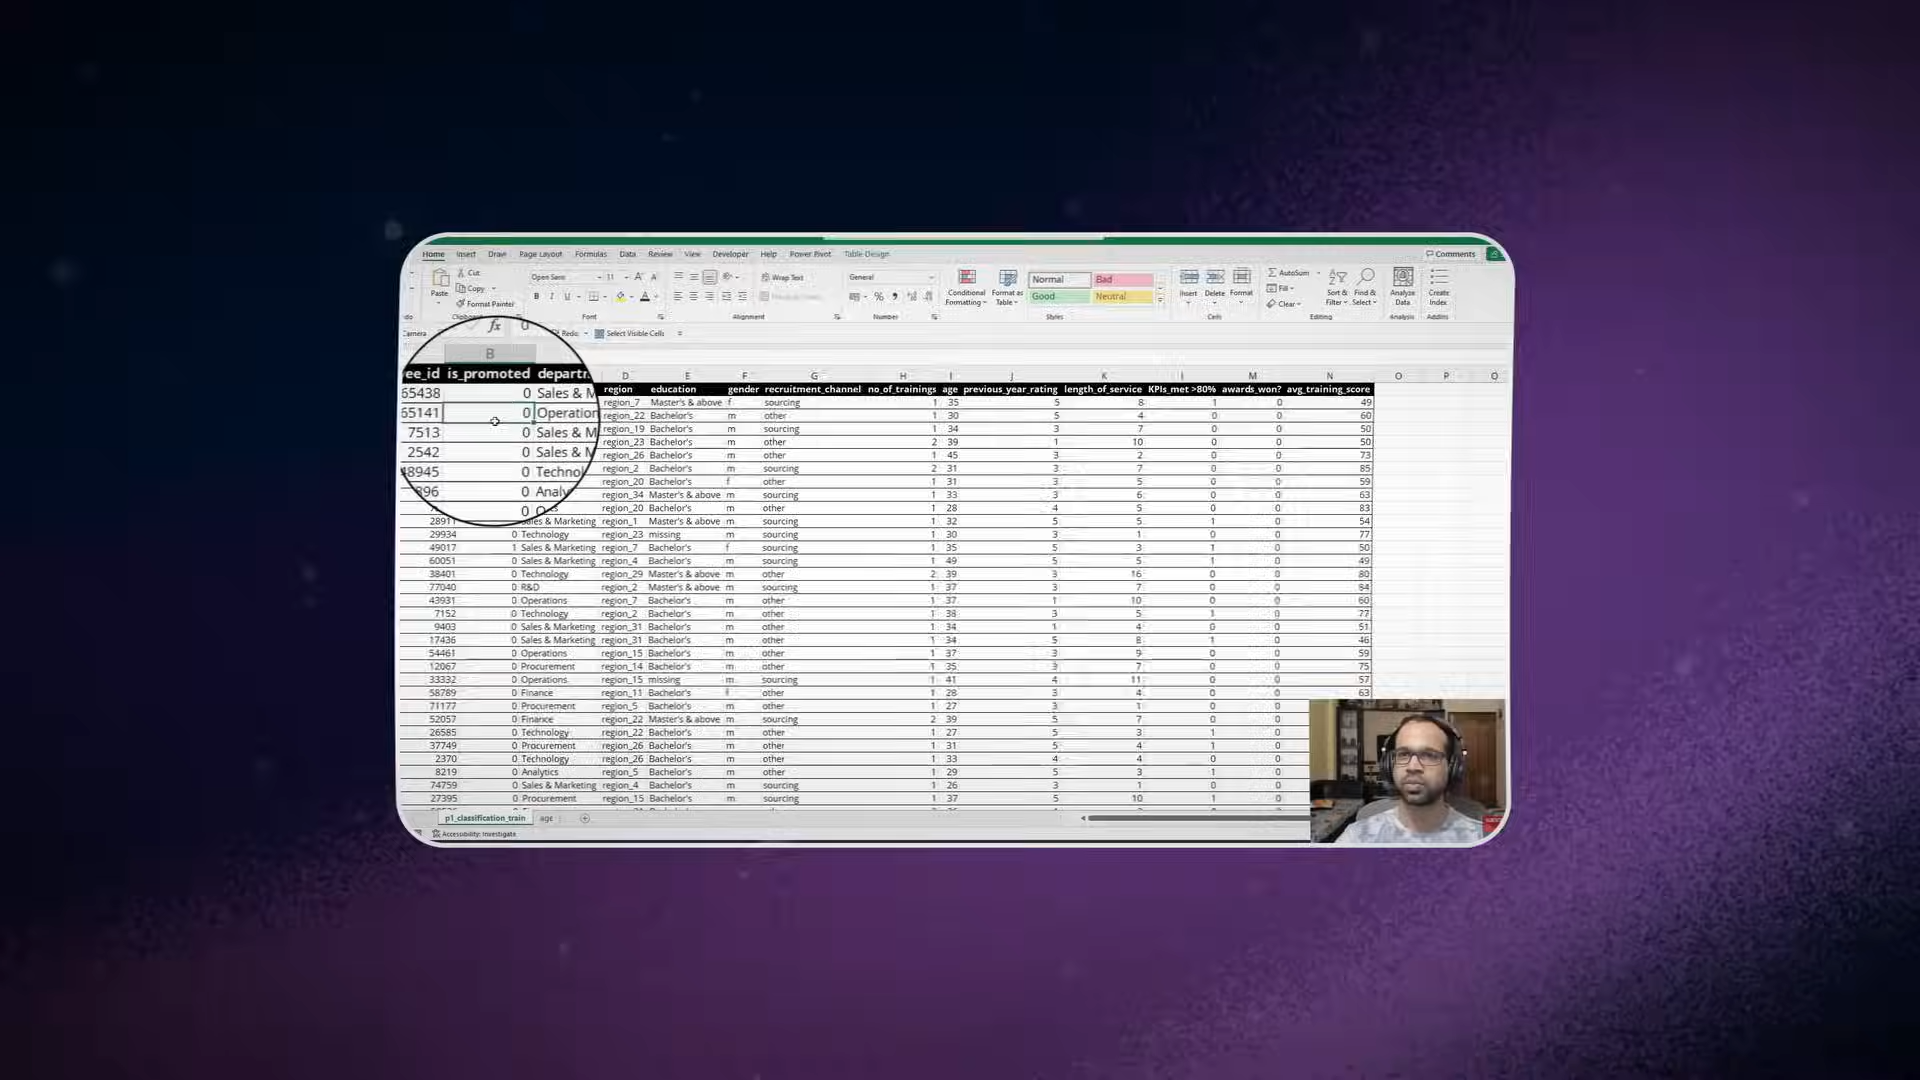 Home Insert Draw Page Layout Formulas Data Review View Developer Help Power Pivot Table Design Comments
Cut
Copy
Paste
Format Painter
Open Sans 11
B I U
Font
Wrap Text
Alignment
General
Number
Conditional Formatting
Format as Table
Normal Bad
Good Neutral
Styles
Insert Delete Format
Cells
AutoSum
Fill
Clear
Sort & Filter
Find & Select
Editing
Analyze Data
Analysis
Create Index
Addins
Camera fx 0 Redo Select Visible Cells
B D E F G H I J K L M N O P Q
ee_id is_promoted departm region education gender recruitment_channel no_of_trainings age previous_year_rating length_of_service KPIs_met >80% awards_won? avg_training_score
65438 0 Sales & M region_7 Master's & above f sourcing 1 35 5 8 1 0 49
65141 0 Operation region_22 Bachelor's m other 1 30 5 4 0 0 60
7513 0 Sales & M region_19 Bachelor's m sourcing 1 34 3 7 0 0 50
2542 0 Sales & M region_23 Bachelor's m other 2 39 1 10 0 0 50
48945 0 Technol region_26 Bachelor's m other 1 45 3 2 0 0 73
896 0 Analy region_2 Bachelor's m sourcing 2 31 3 7 0 0 85
0 region_20 Bachelor's f other 1 31 3 5 0 0 59
region_34 Master's & above m sourcing 1 33 3 6 0 0 63
region_20 Bachelor's m other 1 28 4 5 0 0 83
28911 Sales & Marketing region_1 Master's & above m sourcing 1 32 5 5 1 0 54
29934 0 Technology region_23 missing m sourcing 1 30 3 1 0 0 77
49017 1 Sales & Marketing region_7 Bachelor's f sourcing 1 35 5 3 1 0 50
60051 0 Sales & Marketing region_4 Bachelor's m sourcing 1 49 5 5 1 0 49
38401 0 Technology region_29 Master's & above m other 2 39 3 16 0 0 80
77040 0 R&D region_2 Master's & above m sourcing 1 37 3 7 0 0 84
43931 0 Operations region_7 Bachelor's m other 1 37 1 10 0 0 60
7152 0 Technology region_2 Bachelor's m other 1 38 3 5 1 0 77
9403 0 Sales & Marketing region_31 Bachelor's m other 1 34 1 4 0 0 51
17436 0 Sales & Marketing region_31 Bachelor's m other 1 34 5 8 1 0 46
54461 0 Operations region_15 Bachelor's m other 1 37 3 9 0 0 59
12067 0 Procurement region_14 Bachelor's m other 1 35 3 7 0 0 75
33332 0 Operations region_15 missing m sourcing 1 41 4 11 0 0 57
58789 0 Finance region_11 Bachelor's f other 1 28 3 4 0 0 63
71177 0 Procurement region_5 Bachelor's m other 1 27 3 1 0 0
52057 0 Finance region_22 Master's & above m sourcing 2 39 5 7 0 0
26585 0 Technology region_22 Bachelor's m other 1 27 5 3 1 0
37749 0 Procurement region_26 Bachelor's m other 1 31 5 4 1 0
2370 0 Technology region_26 Bachelor's m other 1 33 4 4 0 0
8219 0 Analytics region_5 Bachelor's m other 1 29 5 3 1 0
74759 0 Sales & Marketing region_4 Bachelor's m sourcing 1 26 3 1 0 0
27395 0 Procurement region_15 Bachelor's m sourcing 1 37 5 10 1 0
p1_classification_train age
Accessibility: Investigate